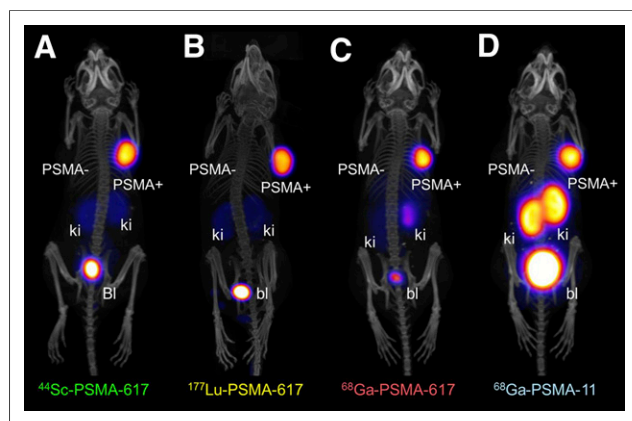 A B C D
PSMA- PSMA+ PSMA- PSMA+ PSMA- PSMA+ PSMA- PSMA+
ki ki ki ki ki ki ki ki
Bl bl bl bl
⁴⁴Sc-PSMA-617 ¹⁷⁷Lu-PSMA-617 ⁶⁸Ga-PSMA-617 ⁶⁸Ga-PSMA-11